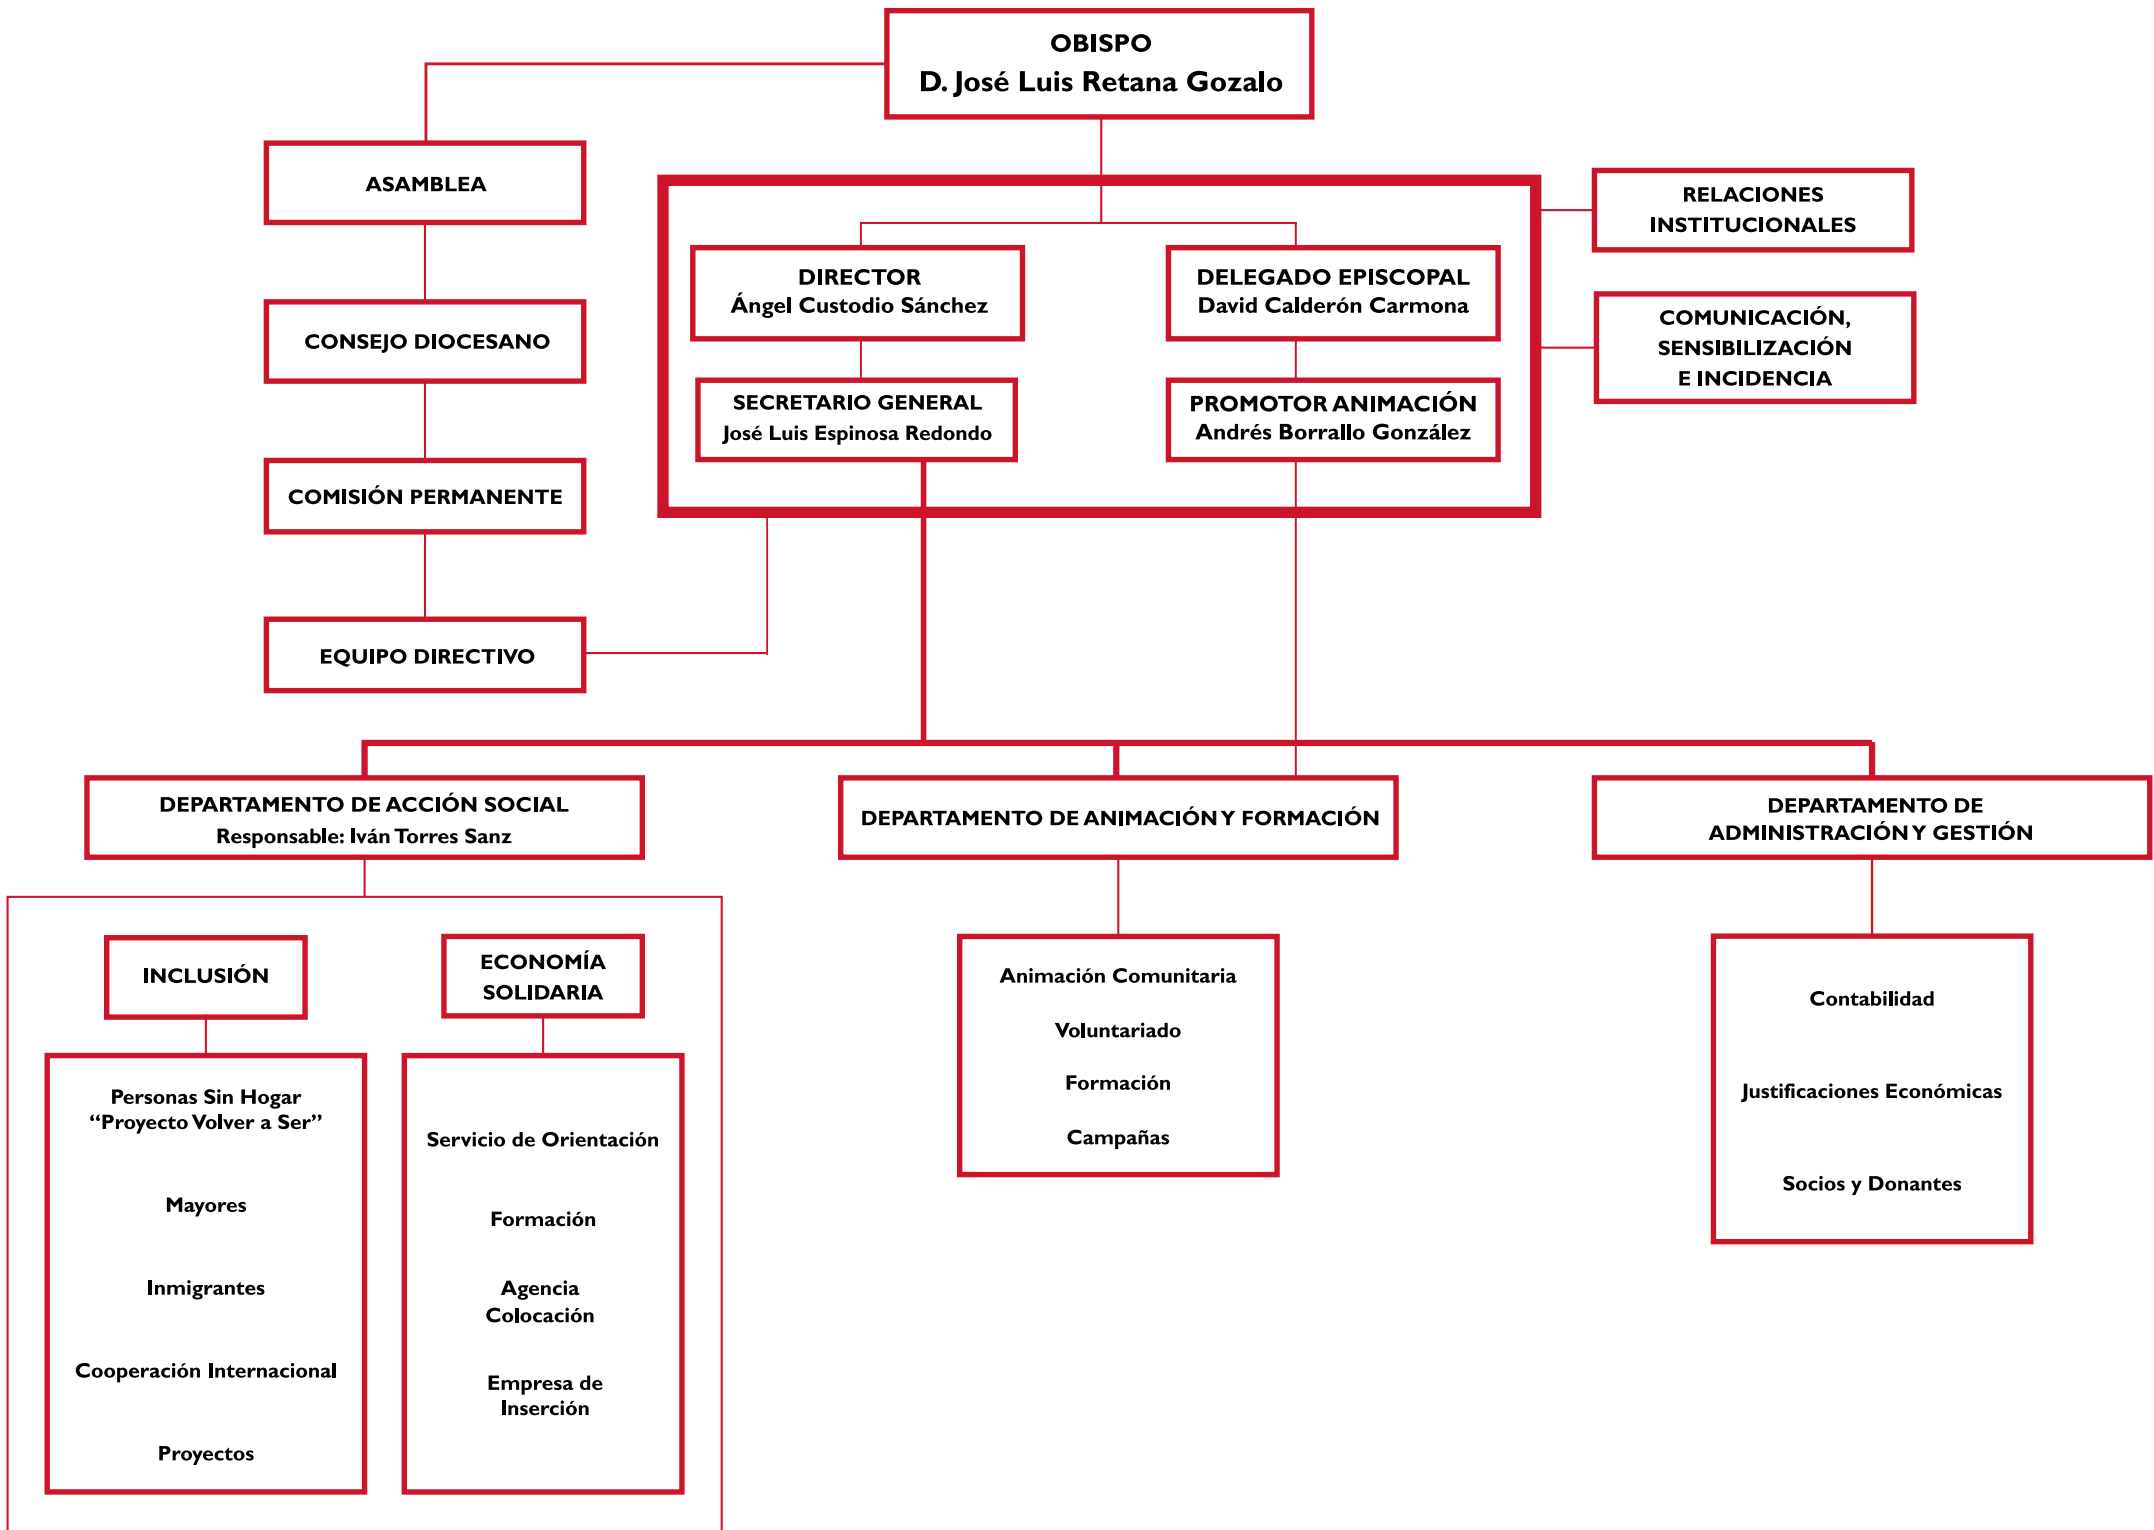 OBISPO
D. José Luis Retana Gozalo
ASAMBLEA
CONSEJO DIOCESANO
COMISIÓN PERMANENTE
EQUIPO DIRECTIVO
DIRECTOR
Ángel Custodio Sánchez
SECRETARIO GENERAL
José Luis Espinosa Redondo
DELEGADO EPISCOPAL
David Calderón Carmona
PROMOTOR ANIMACIÓN
Andrés Borrallo González
RELACIONES
INSTITUCIONALES
COMUNICACIÓN,
SENSIBILIZACIÓN
E INCIDENCIA
DEPARTAMENTO DE ACCIÓN SOCIAL
Responsable: Iván Torres Sanz
INCLUSIÓN
Personas Sin Hogar
“Proyecto Volver a Ser”
Mayores
Inmigrantes
Cooperación Internacional
Proyectos
ECONOMÍA
SOLIDARIA
Servicio de Orientación
Formación
Agencia
Colocación
Empresa de
Inserción
DEPARTAMENTO DE ANIMACIÓN Y FORMACIÓN
Animación Comunitaria
Voluntariado
Formación
Campañas
DEPARTAMENTO DE
ADMINISTRACIÓN Y GESTIÓN
Contabilidad
Justificaciones Económicas
Socios y Donantes